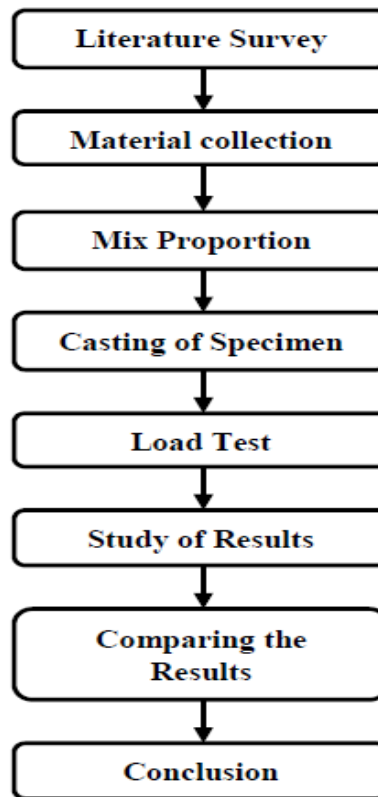 Literature Survey
Material collection
Mix Proportion
Casting of Specimen
Load Test
Study of Results
Comparing the
Results
Conclusion